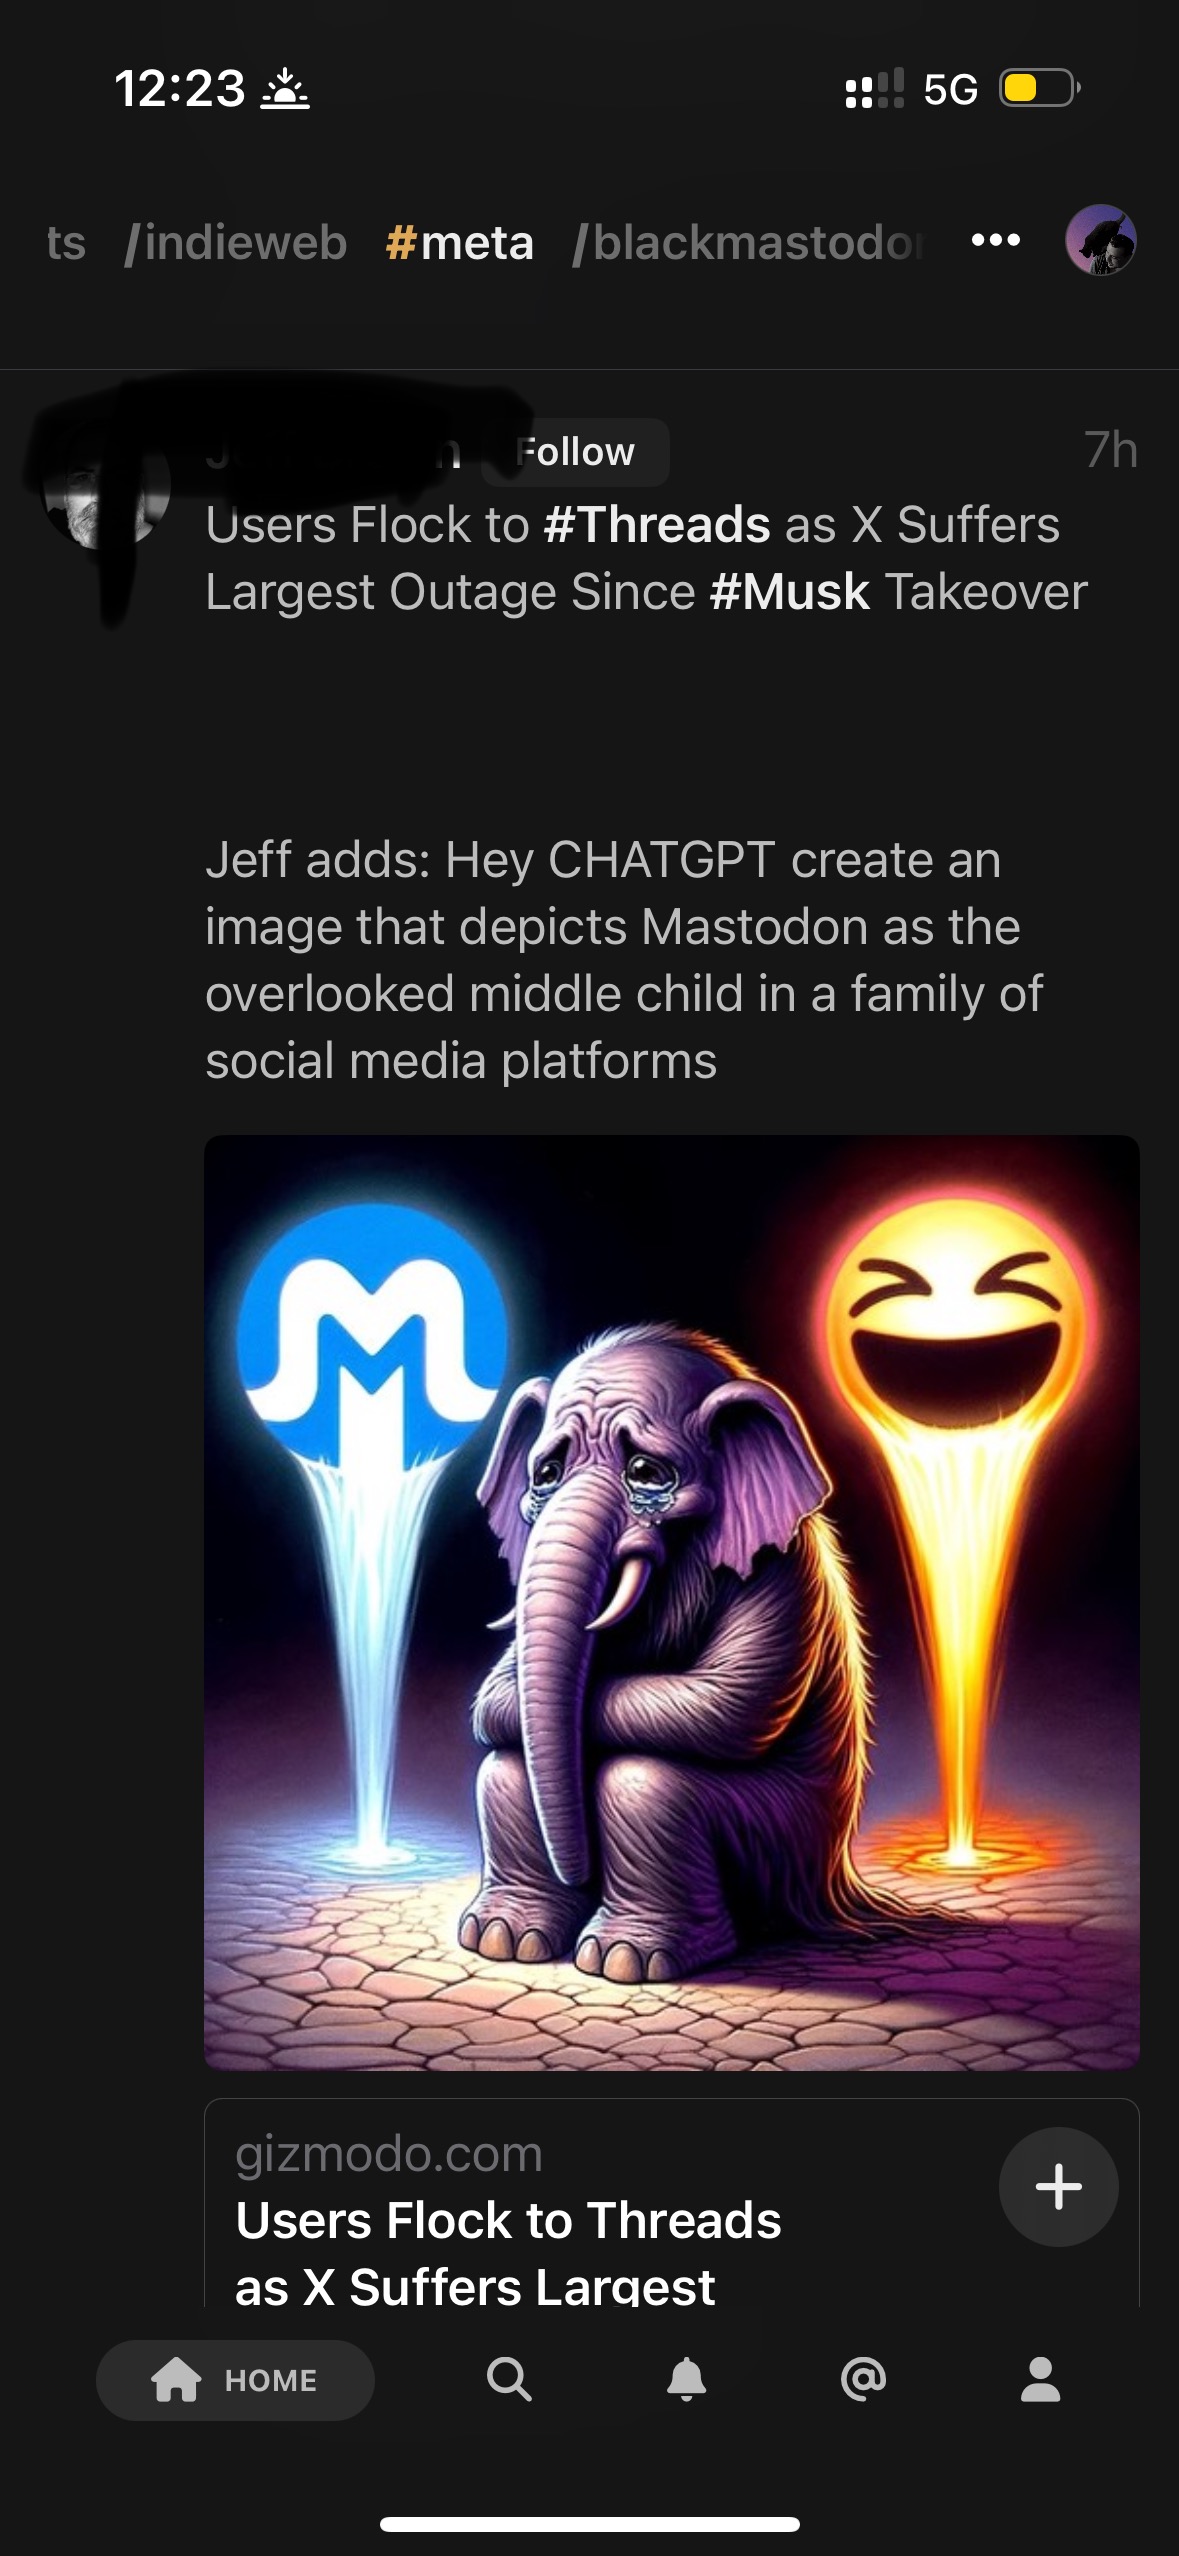 12:23
5G
ts /indieweb #meta /blackmastodon
Follow
7h
Users Flock to #Threads as X Suffers
Largest Outage Since #Musk Takeover
Jeff adds: Hey CHATGPT create an
image that depicts Mastodon as the
overlooked middle child in a family of
social media platforms
gizmodo.com
Users Flock to Threads
as X Suffers Largest
HOME